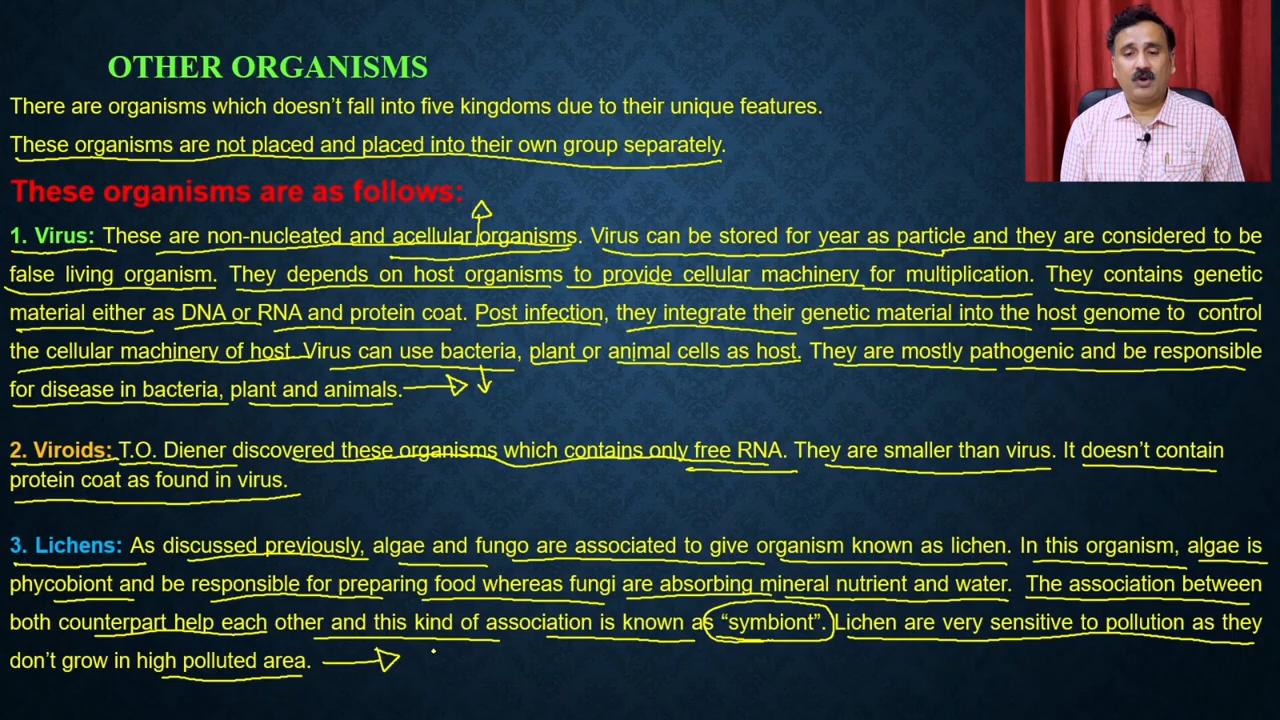 OTHER ORGANISMS
There are organisms which doesn't fall into five kingdoms due to their unique features.
These organisms are not placed and placed into their own group separately.
These organisms are as follows:
1. Virus: These are non-nucleated and acellular organisms. Virus can be stored for year as particle and they are considered to be
false living organism. They depends on host organisms to provide cellular machinery for multiplication. They contains genetic
material either as DNA or RNA and protein coat. Post infection, they integrate their genetic material into the host genome to control
the cellular machinery of host. Virus can use bacteria, plant or animal cells as host. They are mostly pathogenic and be responsible
for disease in bacteria, plant and animals.
2. Viroids: T.O. Diener discovered these organisms which contains only free RNA. They are smaller than virus. It doesn't contain
protein coat as found in virus.
3. Lichens: As discussed previously, algae and fungo are associated to give organism known as lichen. In this organism, algae is
phycobiont and be responsible for preparing food whereas fungi are absorbing mineral nutrient and water. The association between
both counterpart help each other and this kind of association is known as “symbiont”. Lichen are very sensitive to pollution as they
don't grow in high polluted area.